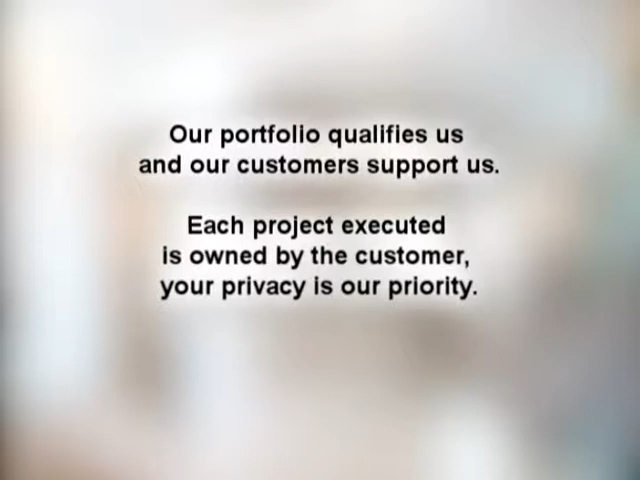 Our portfolio qualifies us
and our customers support us.
Each project executed
is owned by the customer,
your privacy is our priority.